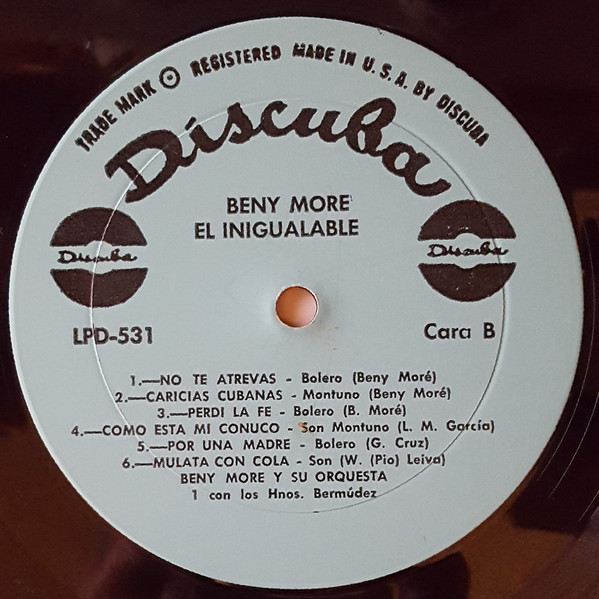 TRADE MARK REGISTERED MADE IN U.S.A. BY DISCUBA
Discuba
BENY MORE
EL INIGUALABLE
Discuba
Discuba
LPD-531
Cara B
1.—NO TE ATREVAS - Bolero (Beny Moré)
2.—CARICIAS CUBANAS - Montuno (Beny Moré)
3.—PERDI LA FE - Bolero (B. Moré)
4.—COMO ESTA MI CONUCO - Son Montuno (L. M. García)
5.—POR UNA MADRE - Bolero (G. Cruz)
6.—MULATA CON COLA - Son (W. (Pio) Leiva)
BENY MORE Y SU ORQUESTA
1 con los Hnos. Bermúdez